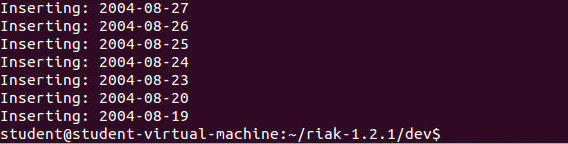 Inserting: 2004-08-27
Inserting: 2004-08-26
Inserting: 2004-08-25
Inserting: 2004-08-24
Inserting: 2004-08-23
Inserting: 2004-08-20
Inserting: 2004-08-19
student@student-virtual-machine:~/riak-1.2.1/dev$